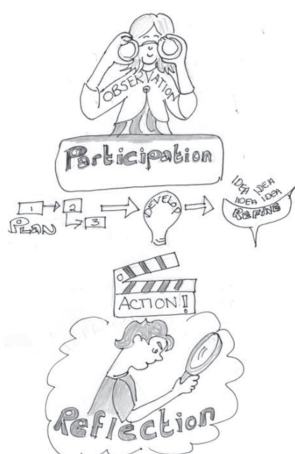 OBSERVATION
Participation
1 2 3
PLAN
DEVELOP
IDEA IDEA
IDEA IDEA
REFINE
ACTION!
Reflection